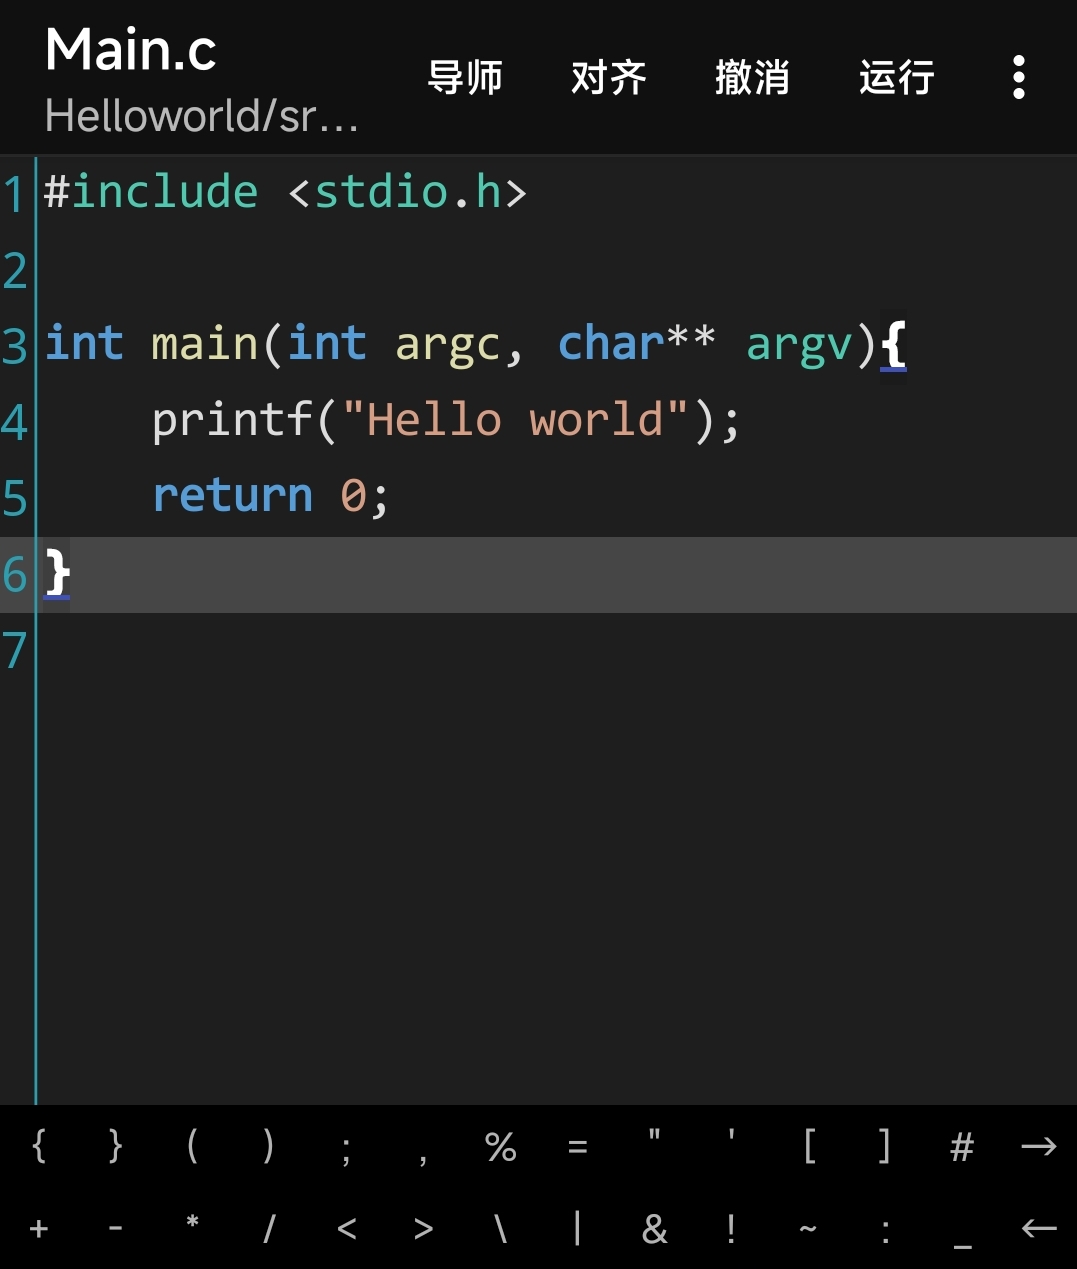 Main.c
Helloworld/sr...
导师 对齐 撤消 运行
1 #include <stdio.h>
2
3 int main(int argc, char** argv){
4     printf("Hello world");
5     return 0;
6 }
7
{ } ( ) ; , % = " ' [ ] # →
+ - * / < > \ | & ! ~ : _ ←